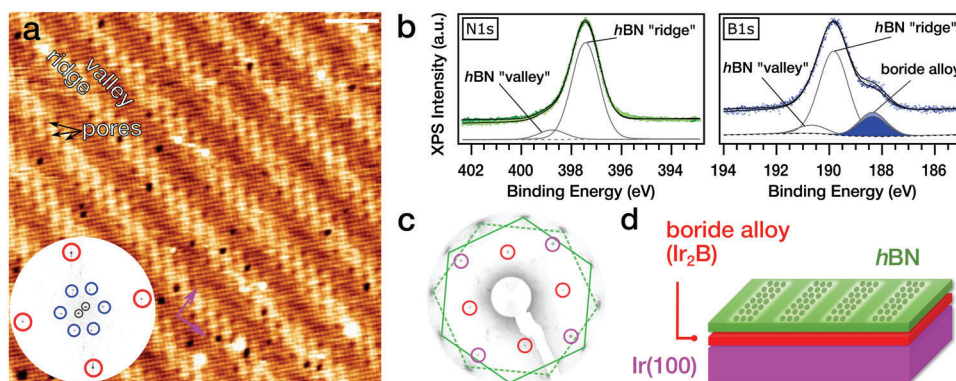 a
ridge
valley
pores
b
N1s
hBN "ridge"
hBN "valley"
XPS Intensity (a.u.)
402 400 398 396 394
Binding Energy (eV)
B1s
hBN "ridge"
hBN "valley"
boride alloy
194 192 190 188 186
Binding Energy (eV)
c
d
boride alloy
(Ir₂B)
hBN
Ir(100)